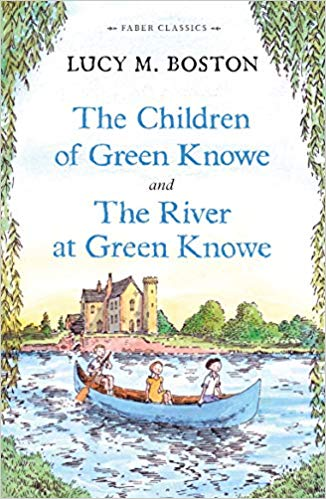 FABER CLASSICS
LUCY M. BOSTON
The Children
of Green Knowe
and
The River
at Green Knowe